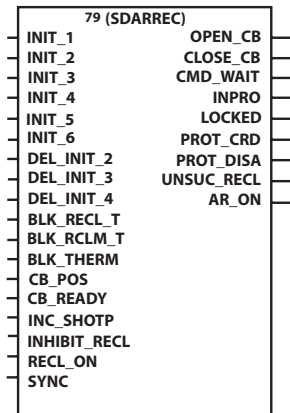 79 (SDARREC)
INIT_1 OPEN_CB
INIT_2 CLOSE_CB
INIT_3 CMD_WAIT
INIT_4 INPRO
INIT_5 LOCKED
INIT_6 PROT_CRD
DEL_INIT_2 PROT_DISA
DEL_INIT_3 UNSUC_RECL
DEL_INIT_4 AR_ON
BLK_RECL_T
BLK_RCLM_T
BLK_THERM
CB_POS
CB_READY
INC_SHOTP
INHIBIT_RECL
RECL_ON
SYNC